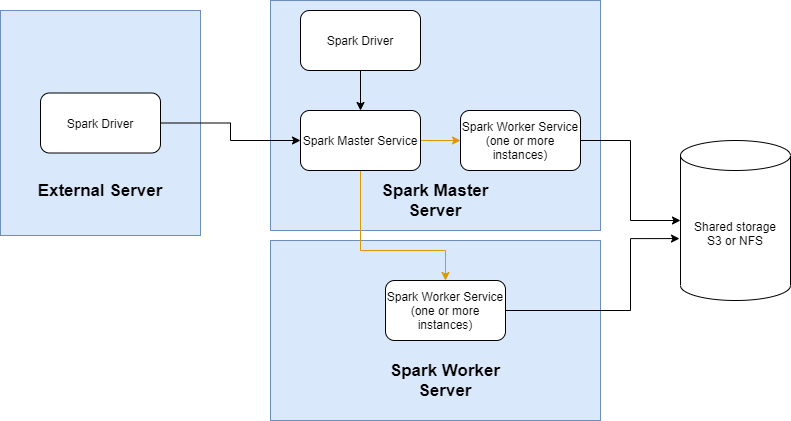 Spark Driver
External Server
Spark Driver
Spark Master Service
Spark Worker Service
(one or more
instances)
Spark Master
Server
Spark Worker Service
(one or more
instances)
Spark Worker
Server
Shared storage
S3 or NFS